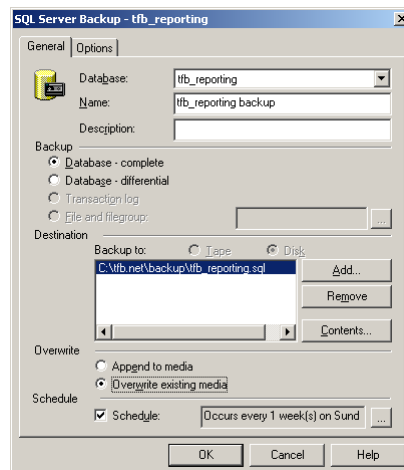 SQL Server Backup - tfb_reporting
General Options
Database: tfb_reporting
Name: tfb_reporting backup
Description:
Backup
Database - complete
Database - differential
Transaction log
File and filegroup: ...
Destination
Backup to: Tape Disk
C:\tfb.net\backup\tfb_reporting.sql Add...
Remove
Contents...
Overwrite
Append to media
Overwrite existing media
Schedule
Schedule: Occurs every 1 week(s) on Sund ...
OK Cancel Help